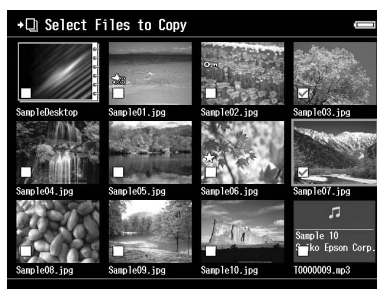 Select Files to Copy
SampleDesktop
Sample01.jpg
Sample02.jpg
Sample03.jpg
Sample04.jpg
Sample05.jpg
Sample06.jpg
Sample07.jpg
Sample 10
Seiko Epson Corp.
Sample08.jpg
Sample09.jpg
Sample10.jpg
T0000009.mp3